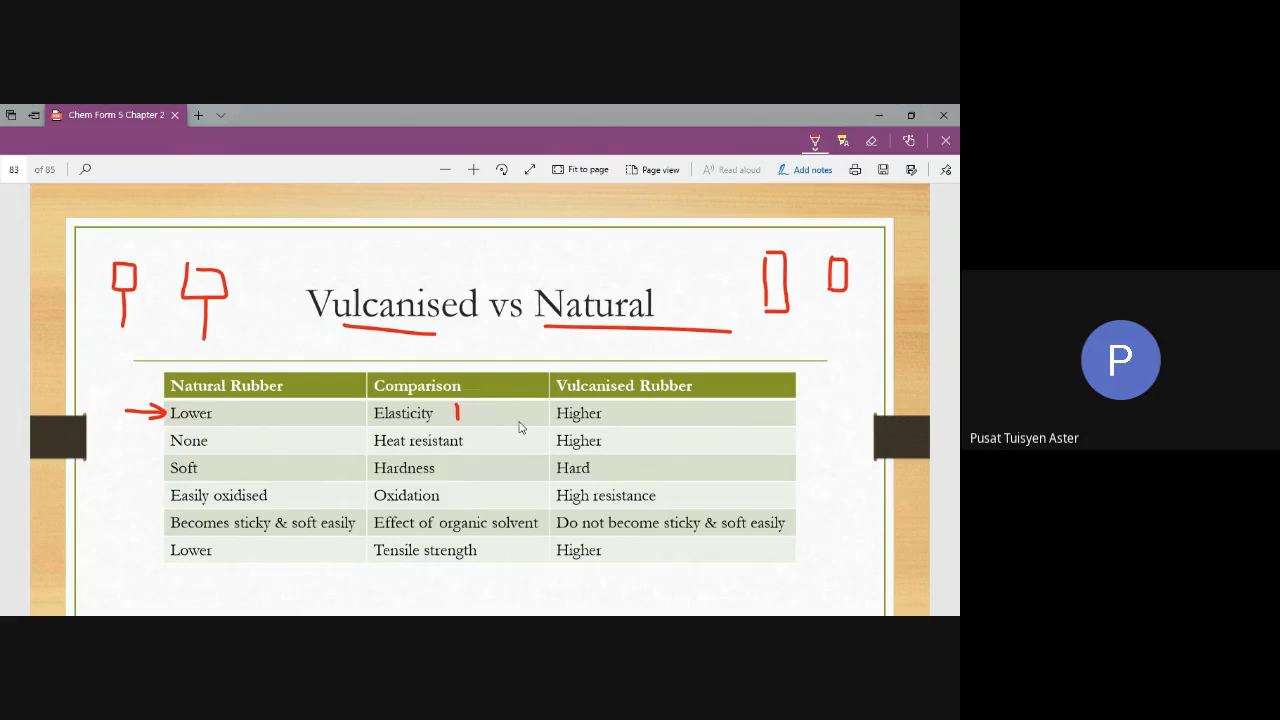 Chem Form 5 Chapter 2
83 of 85
Fit to page
Page view
Read aloud
Add notes
Vulcanised vs Natural
Natural Rubber Comparison Vulcanised Rubber
Lower Elasticity Higher
None Heat resistant Higher
Soft Hardness Hard
Easily oxidised Oxidation High resistance
Becomes sticky & soft easily Effect of organic solvent Do not become sticky & soft easily
Lower Tensile strength Higher
P
Pusat Tuisyen Aster